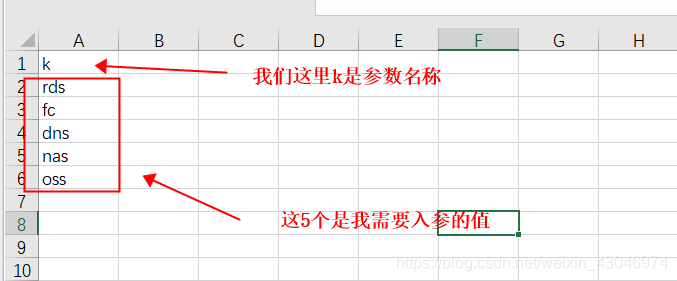 A B C D E F G H
1 k
我们这里k是参数名称
2 rds
3 fc
4 dns
5 nas
6 oss
7
这5个是我需要入参的值
8
9
https://blog.csdn.net/weixin_43046974
10